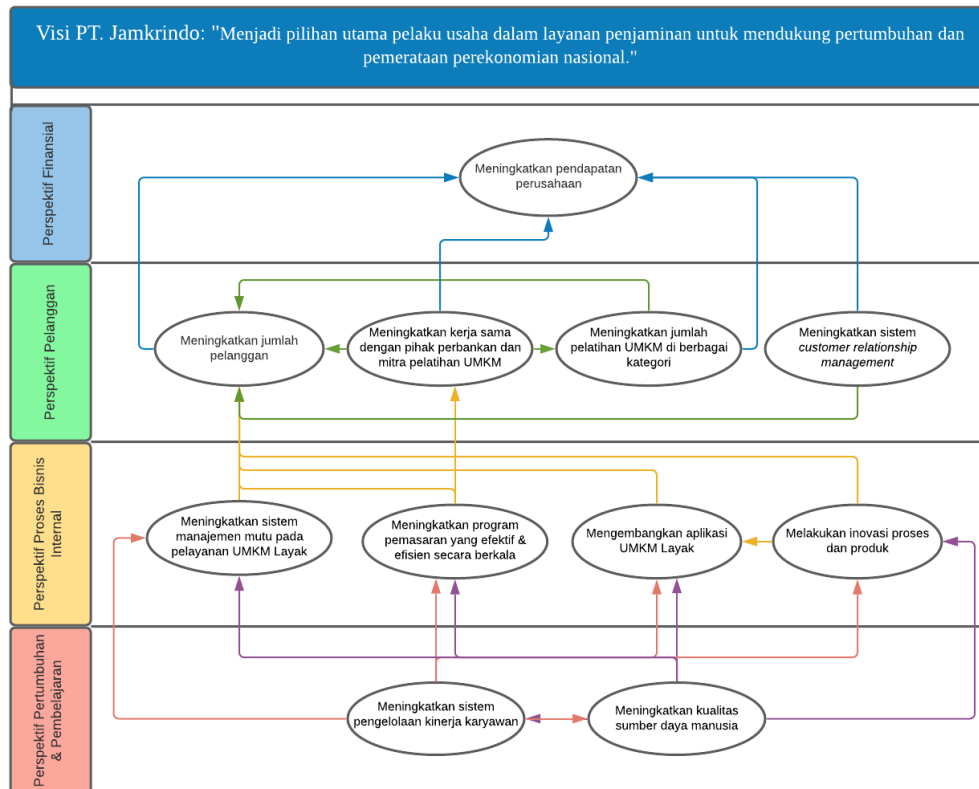 Visi PT. Jamkrindo: "Menjadi pilihan utama pelaku usaha dalam layanan penjaminan untuk mendukung pertumbuhan dan
pemerataan perekonomian nasional."
Perspektif Finansial
Meningkatkan pendapatan
perusahaan
Perspektif Pelanggan
Meningkatkan jumlah
pelanggan
Meningkatkan kerja sama
dengan pihak perbankan dan
mitra pelatihan UMKM
Meningkatkan jumlah
pelatihan UMKM di berbagai
kategori
Meningkatkan sistem
customer relationship
management
Perspektif Proses Bisnis
Internal
Meningkatkan sistem
manajemen mutu pada
pelayanan UMKM Layak
Meningkatkan program
pemasaran yang efektif &
efisien secara berkala
Mengembangkan aplikasi
UMKM Layak
Melakukan inovasi proses
dan produk
Perspektif Pertumbuhan
& Pembelajaran
Meningkatkan sistem
pengelolaan kinerja karyawan
Meningkatkan kualitas
sumber daya manusia